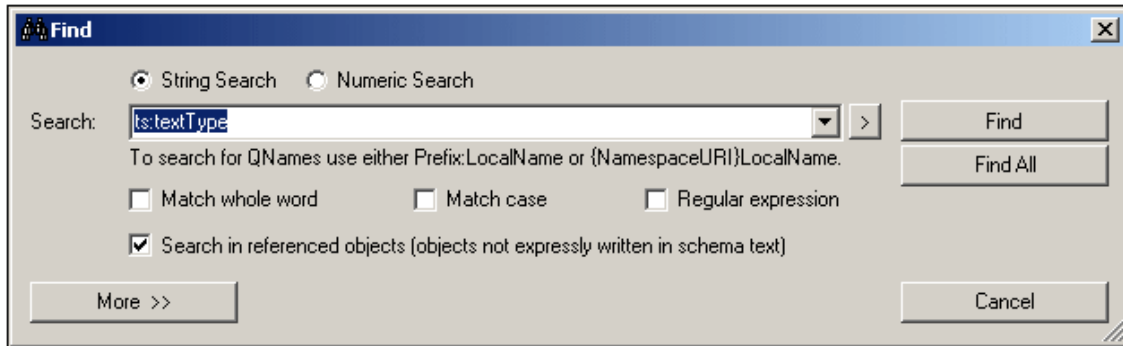 Find
String Search Numeric Search
Search: ts:textType > Find
To search for QNames use either Prefix:LocalName or {NamespaceURI}LocalName.
Find All
Match whole word Match case Regular expression
Search in referenced objects (objects not expressly written in schema text)
More >> Cancel